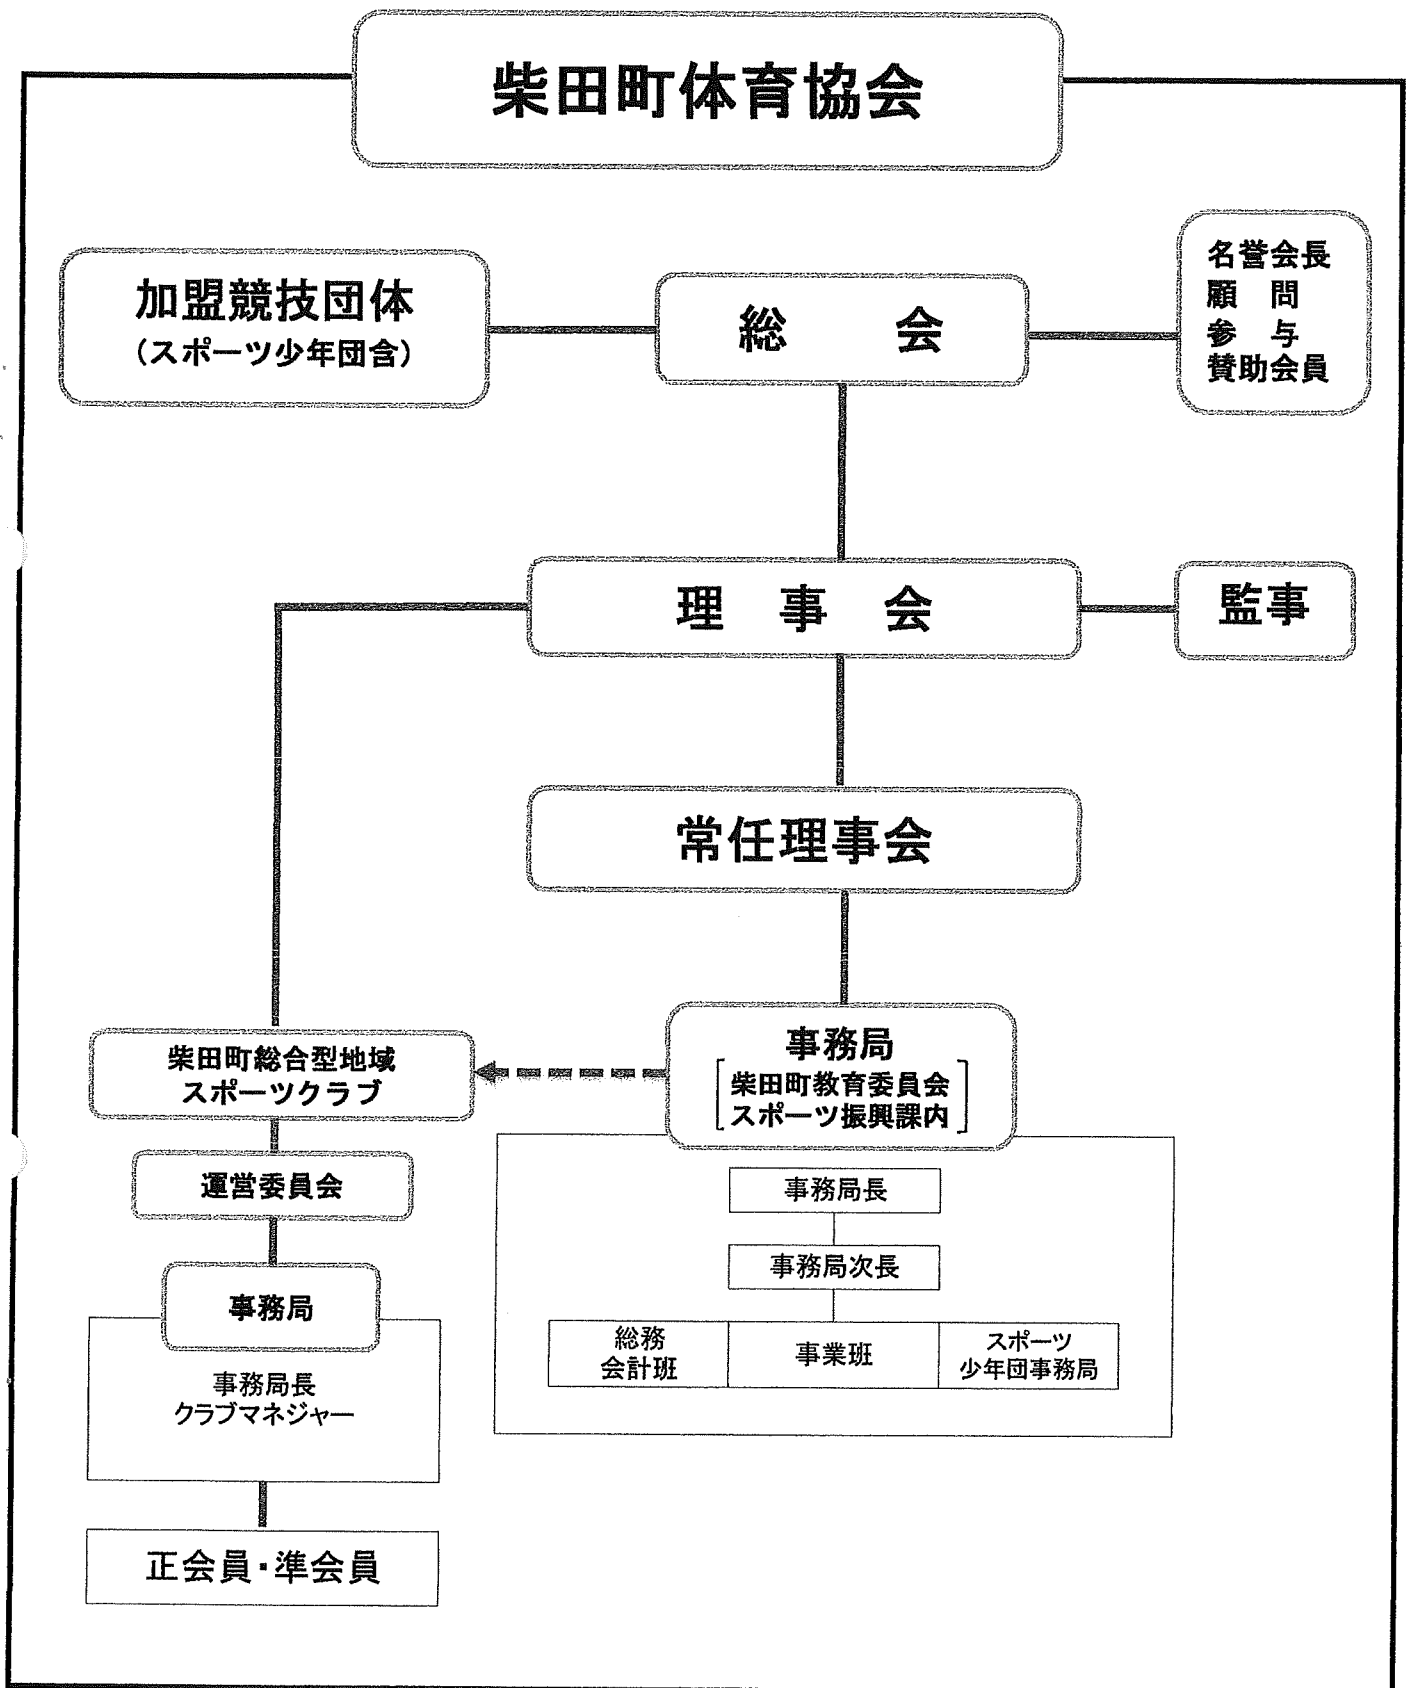 柴田町体育協会
加盟競技団体
(スポーツ少年団含)
総　会
名誉会長
顧　問
参　与
賛助会員
理　事　会
監事
常任理事会
柴田町総合型地域
スポーツクラブ
事務局
柴田町教育委員会
スポーツ振興課内
運営委員会
事務局
事務局長
クラブマネジャー
正会員・準会員
事務局長
事務局次長
総務
会計班
事業班
スポーツ
少年団事務局